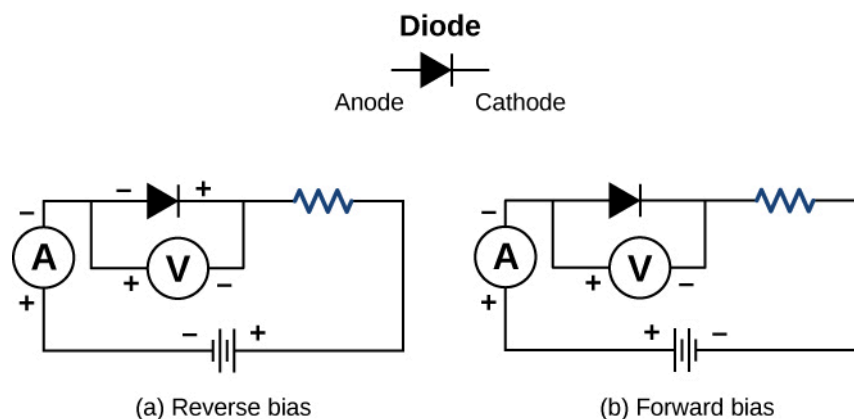 Diode
Anode Cathode
– +
–
A
V
+ –
+
– +
(a) Reverse bias
–
A
V
+ –
+
+ –
(b) Forward bias